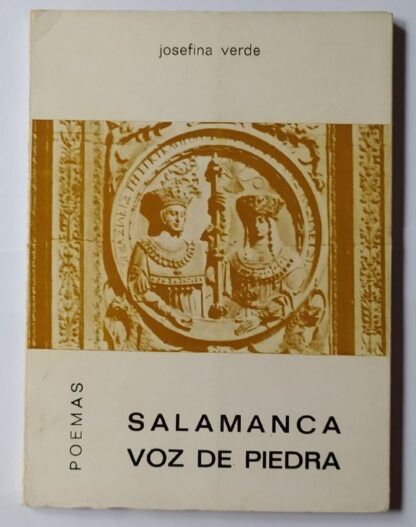 josefina verde
POEMAS
SALAMANCA
VOZ DE PIEDRA